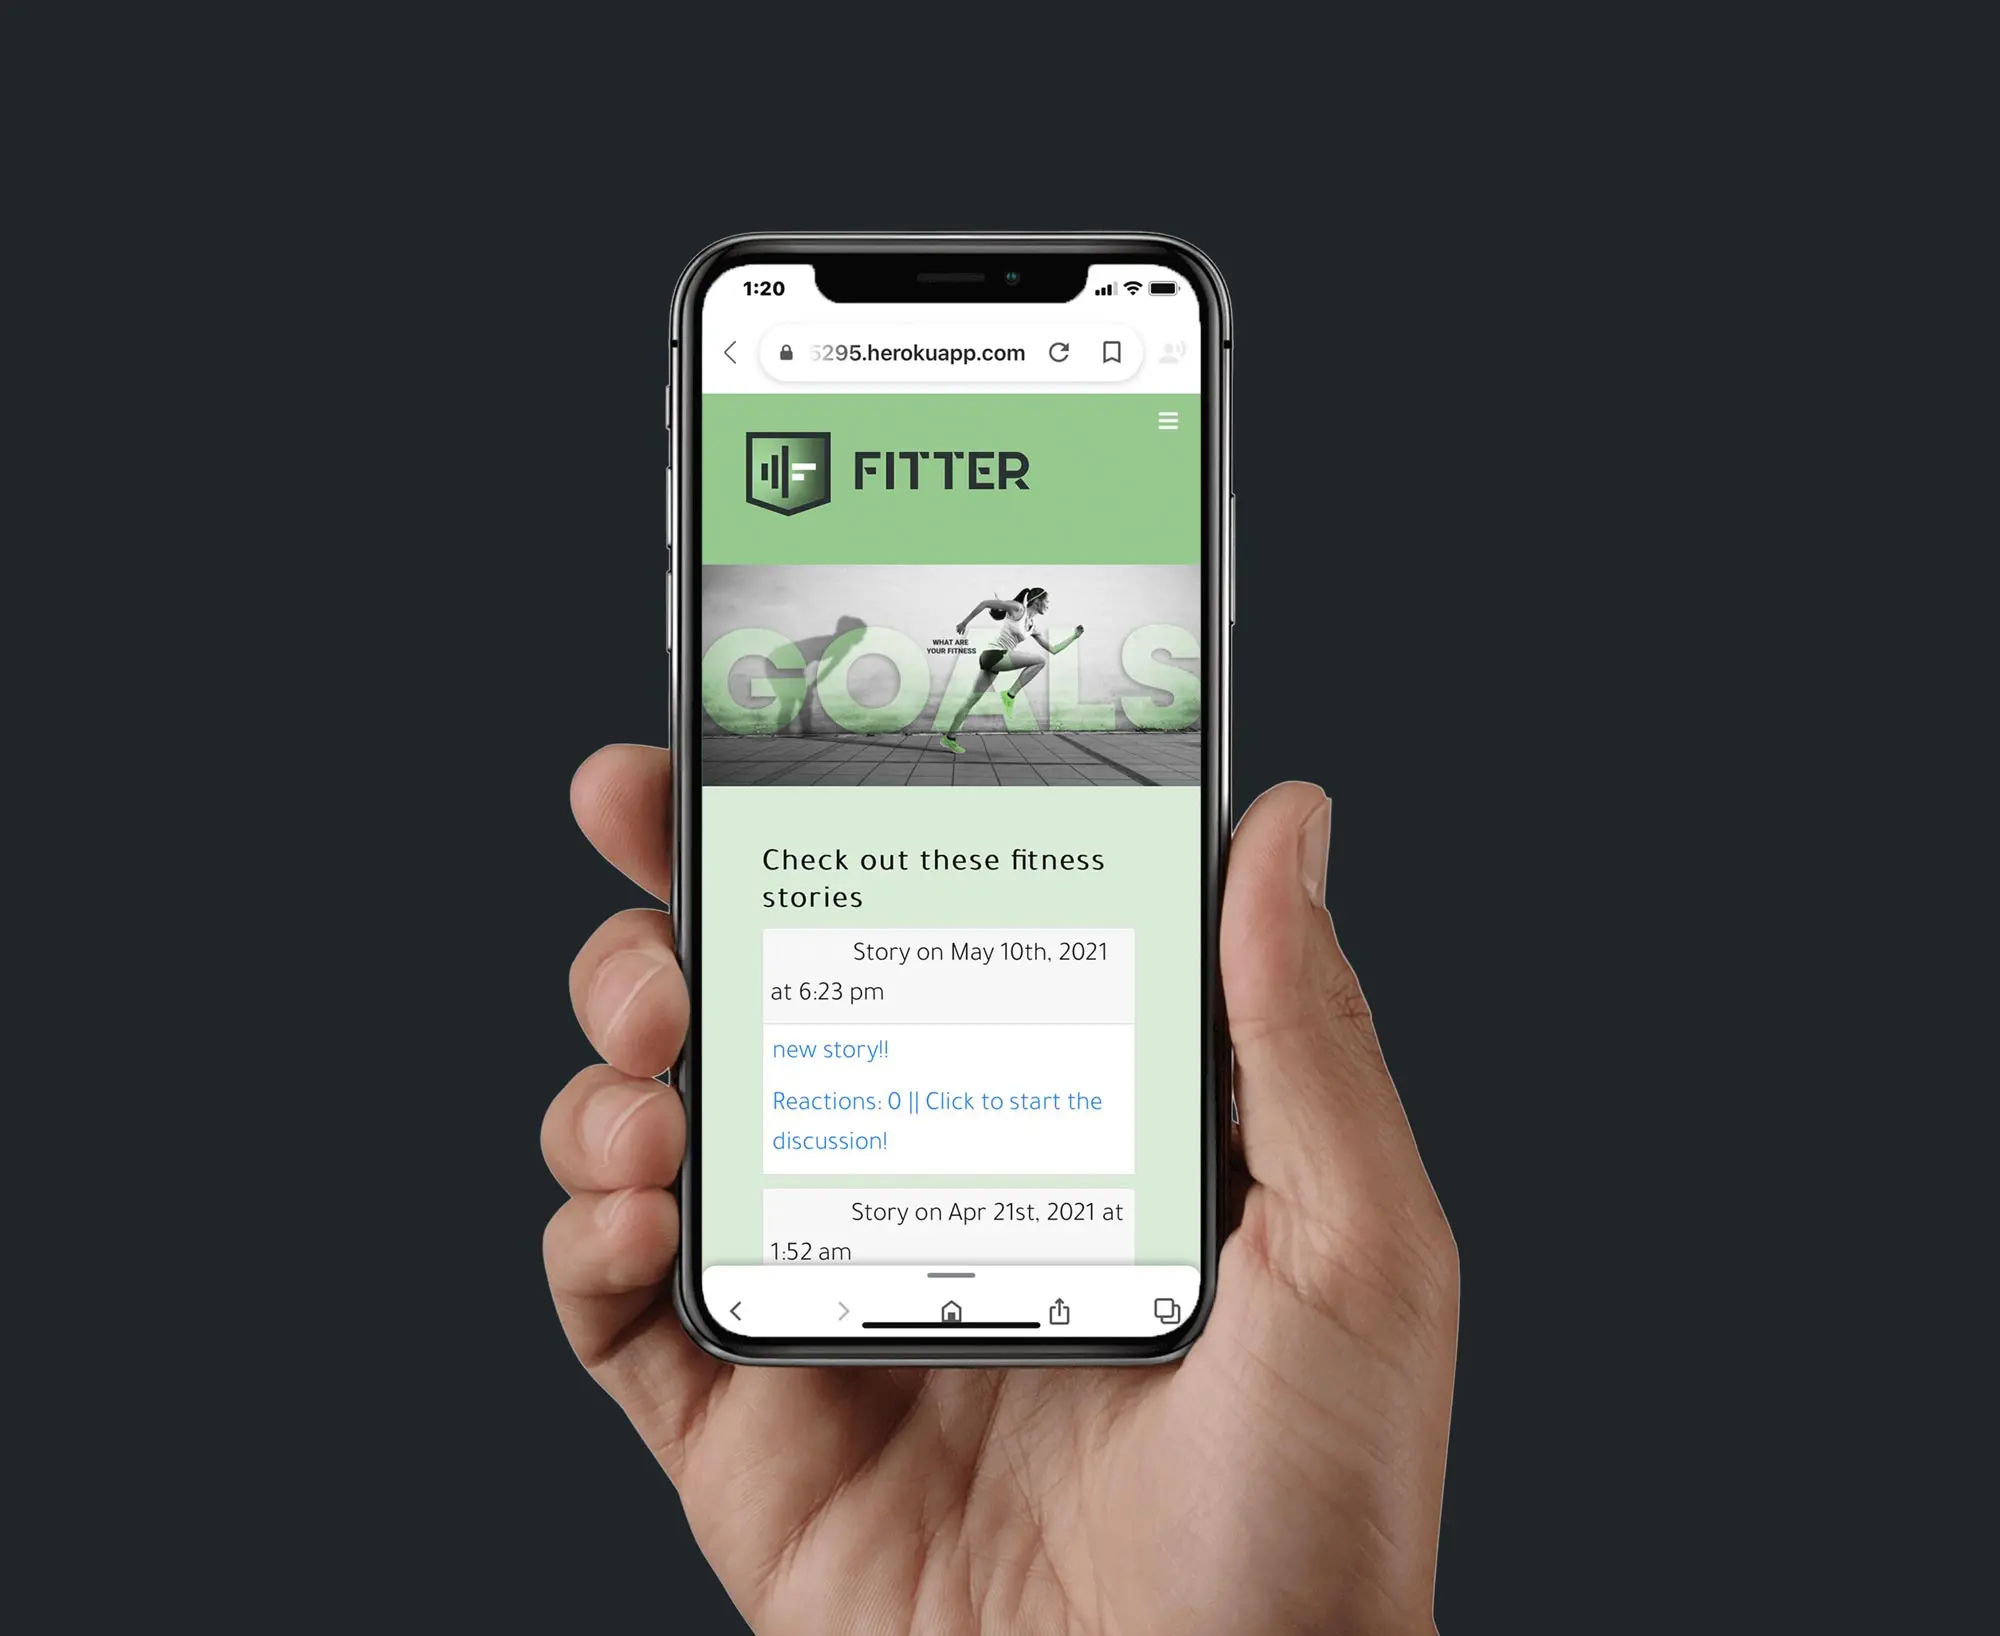 1:20
5295.herokuapp.com
FITTER
GOALS
WHAT ARE
YOUR FITNESS
Check out these fitness
stories
Story on May 10th, 2021
at 6:23 pm
new story!!
Reactions: 0 || Click to start the
discussion!
Story on Apr 21st, 2021 at
1:52 am